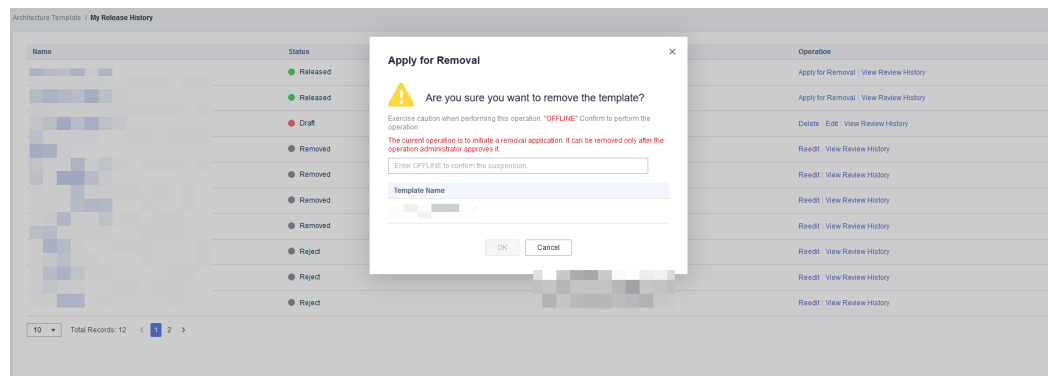 Architecture Template / My Release History
Name Status Operation
Apply for Removal
Released Apply for Removal | View Review History
Are you sure you want to remove the template?
Released Apply for Removal | View Review History
Exercise caution when performing this operation. "OFFLINE" Confirm to perform the
operation
Draft Delete | Edit | View Review History
The current operation is to initiate a removal application. It can be removed only after the
operation administrator approves it.
Removed Reedit | View Review History
Enter OFFLINE to confirm the suspension.
Removed Reedit | View Review History
Template Name
Removed Reedit | View Review History
Removed Reedit | View Review History
OK Cancel
Reject Reedit | View Review History
Reject Reedit | View Review History
Reject Reedit | View Review History
10 Total Records: 12 < 1 2 >